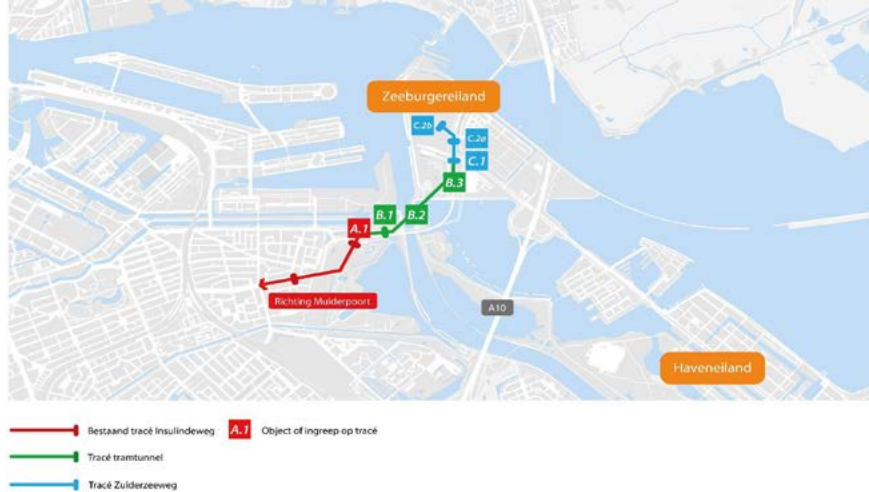 Zeeburgereiland
C.2b
C.2a
C.1
B.3
B.1
B.2
A.1
Richting Muiderpoort
A10
Haveneiland
Bestaand tracé Insulindeweg
A.1
Object of ingreep op tracé
Tracé tramtunnel
Tracé Zuiderzeeweg